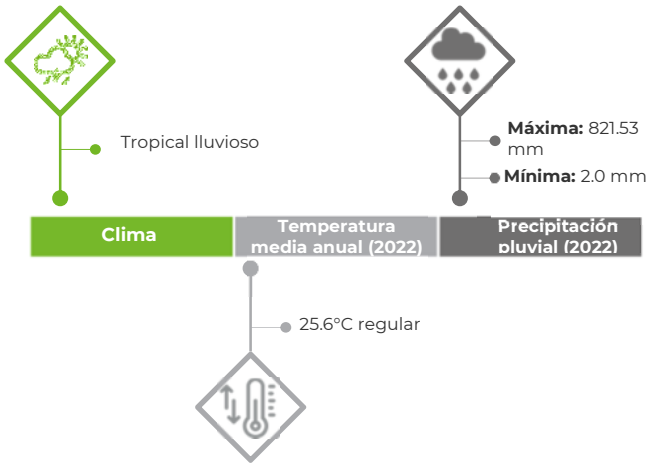 Tropical lluvioso
Máxima: 821.53
mm
Mínima: 2.0 mm
Clima
Temperatura
media anual (2022)
Precipitación
pluvial (2022)
25.6°C regular